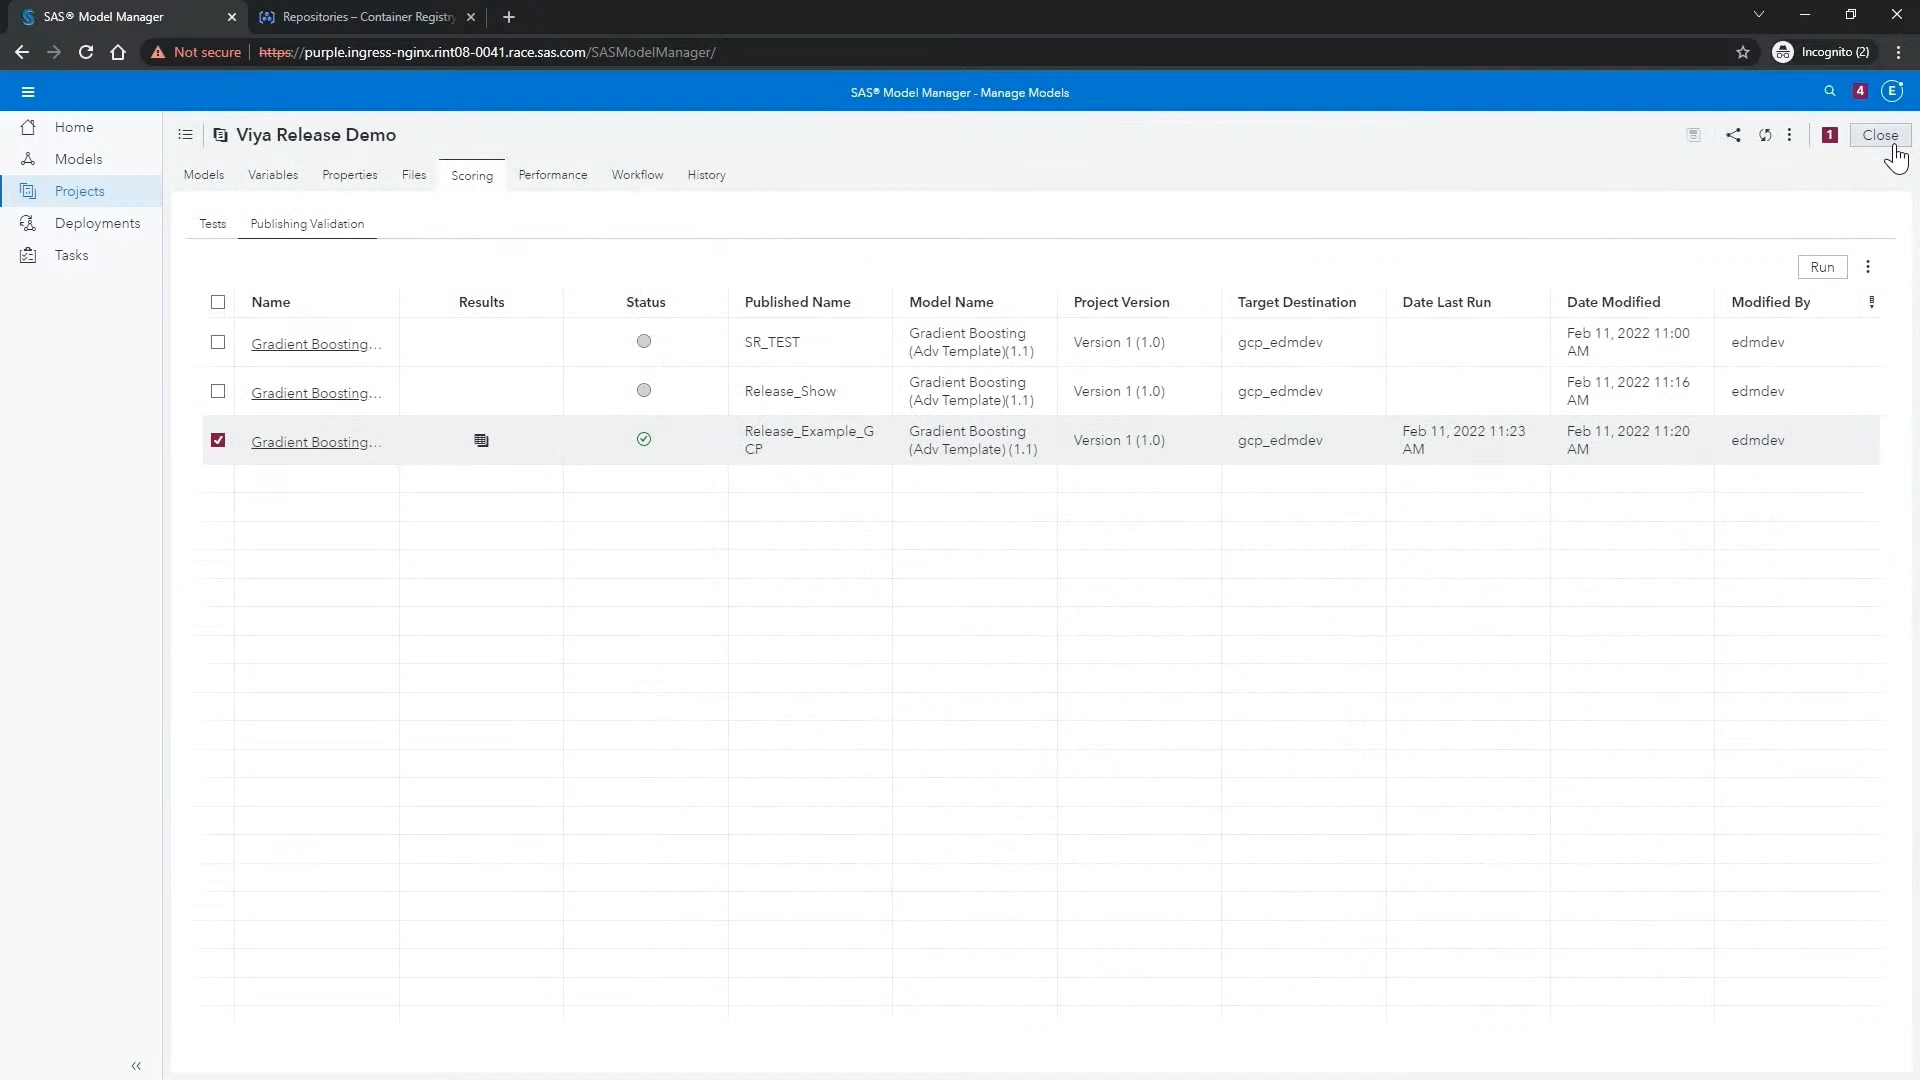 SAS® Model Manager
Repositories – Container Registry
Incognito (2)
Not secure
https://purple.ingress-nginx.rint08-0041.race.sas.com/SASModelManager/
SAS® Model Manager - Manage Models
4
E
Home
Models
Projects
Deployments
Tasks
Viya Release Demo
1
Close
Models
Variables
Properties
Files
Scoring
Performance
Workflow
History
Tests
Publishing Validation
Run
Name
Results
Status
Published Name
Model Name
Project Version
Target Destination
Date Last Run
Date Modified
Modified By
Gradient Boosting...
SR_TEST
Gradient Boosting
(Adv Template)(1.1)
Version 1 (1.0)
gcp_edmdev
Feb 11, 2022 11:00
AM
edmdev
Gradient Boosting...
Release_Show
Gradient Boosting
(Adv Template)(1.1)
Version 1 (1.0)
gcp_edmdev
Feb 11, 2022 11:16
AM
edmdev
Gradient Boosting...
Release_Example_G
CP
Gradient Boosting
(Adv Template) (1.1)
Version 1 (1.0)
gcp_edmdev
Feb 11, 2022 11:23
AM
Feb 11, 2022 11:20
AM
edmdev